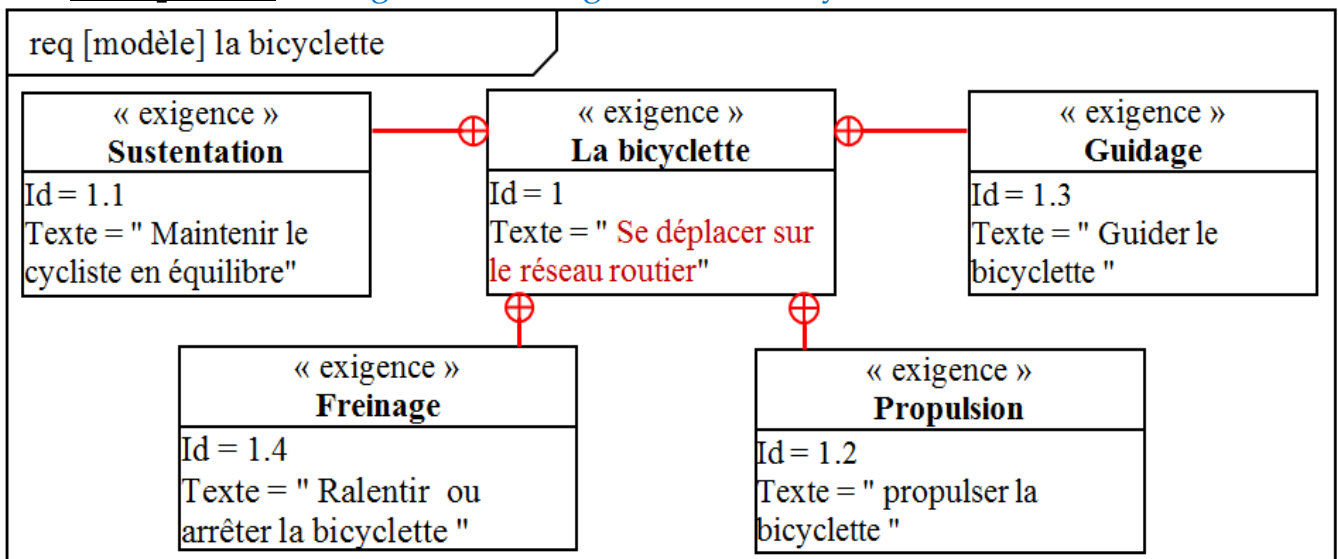 req [modèle] la bicyclette
« exigence »
Sustentation
Id = 1.1
Texte = " Maintenir le
cycliste en équilibre"
« exigence »
La bicyclette
Id = 1
Texte = " Se déplacer sur
le réseau routier"
« exigence »
Guidage
Id = 1.3
Texte = " Guider le
bicyclette "
« exigence »
Freinage
Id = 1.4
Texte = " Ralentir ou
arrêter la bicyclette "
« exigence »
Propulsion
Id = 1.2
Texte = " propulser la
bicyclette "